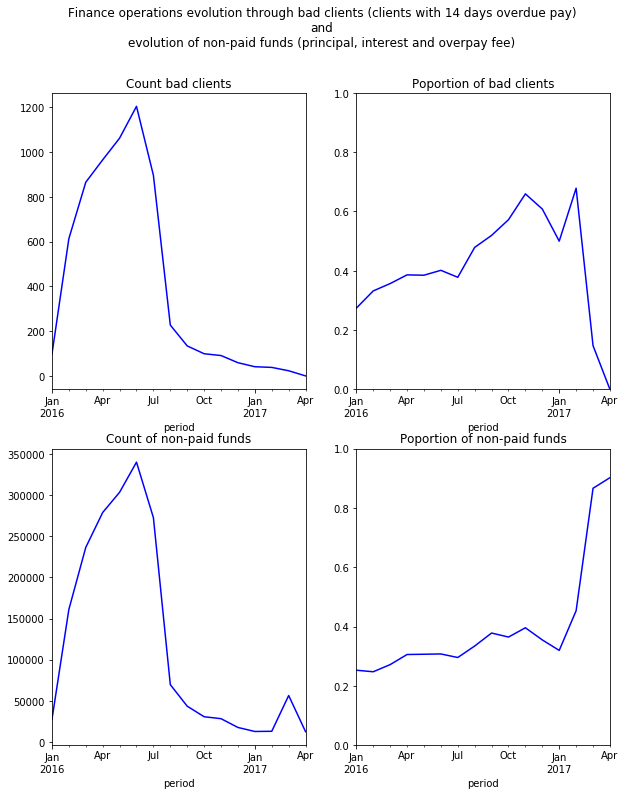 Finance operations evolution through bad clients (clients with 14 days overdue pay)
and
evolution of non-paid funds (principal, interest and overpay fee)
Count bad clients
1200
1000
800
600
400
200
0
Jan
2016
Apr
Jul
Oct
Jan
2017
Apr
period
Poportion of bad clients
1.0
0.8
0.6
0.4
0.2
0.0
Jan
2016
Apr
Jul
Oct
Jan
2017
Apr
period
Count of non-paid funds
350000
300000
250000
200000
150000
100000
50000
0
Jan
2016
Apr
Jul
Oct
Jan
2017
Apr
period
Poportion of non-paid funds
1.0
0.8
0.6
0.4
0.2
0.0
Jan
2016
Apr
Jul
Oct
Jan
2017
Apr
period